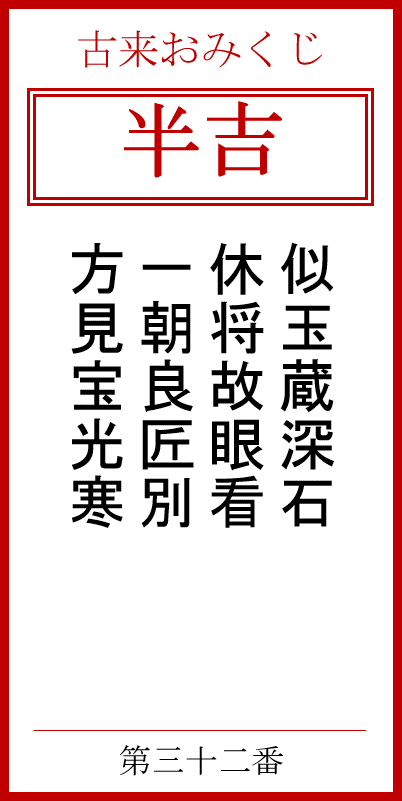 古来おみくじ
半吉
似玉蔵深石
休将故眼看
一朝良匠別
方見宝光寒
第三十二番